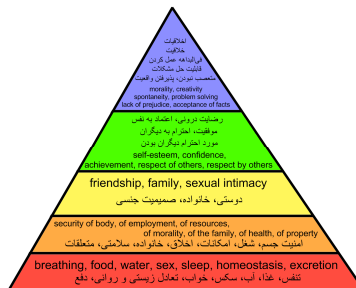 اخلاقیات
خلاقیت
فی‌البداهه عمل کردن
قابلیت حل مشکلات
متعصب نبودن، پذیرفتن واقعیت
morality, creativity
spontaneity, problem solving
lack of prejudice, acceptance of facts
رضایت درونی، اعتماد به نفس
موفقیت، احترام به دیگران
مورد احترام دیگران بودن
self-esteem, confidence,
achievement, respect of others, respect by others
friendship, family, sexual intimacy
دوستی، خانواده، صمیمیت جنسی
security of body, of employment, of resources,
of morality, of the family, of health, of property
امنیت جسم، شغل، امکانات، اخلاق، خانواده، سلامتی، متعلقات
breathing, food, water, sex, sleep, homeostasis, excretion
تنفس، غذا، آب، سکس، خواب، تعادل زیستی و روانی، دفع